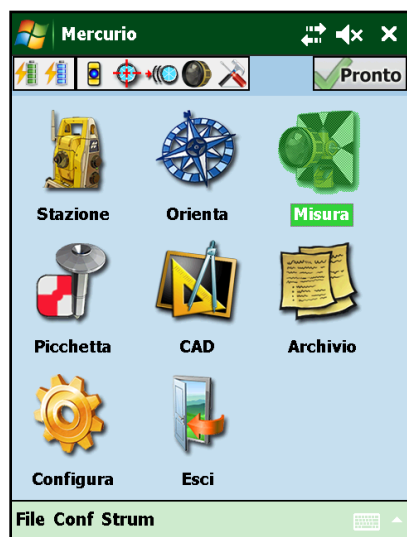 Mercurio
Pronto
Stazione Orienta Misura
Picchetta CAD Archivio
Configura Esci
File Conf Strum